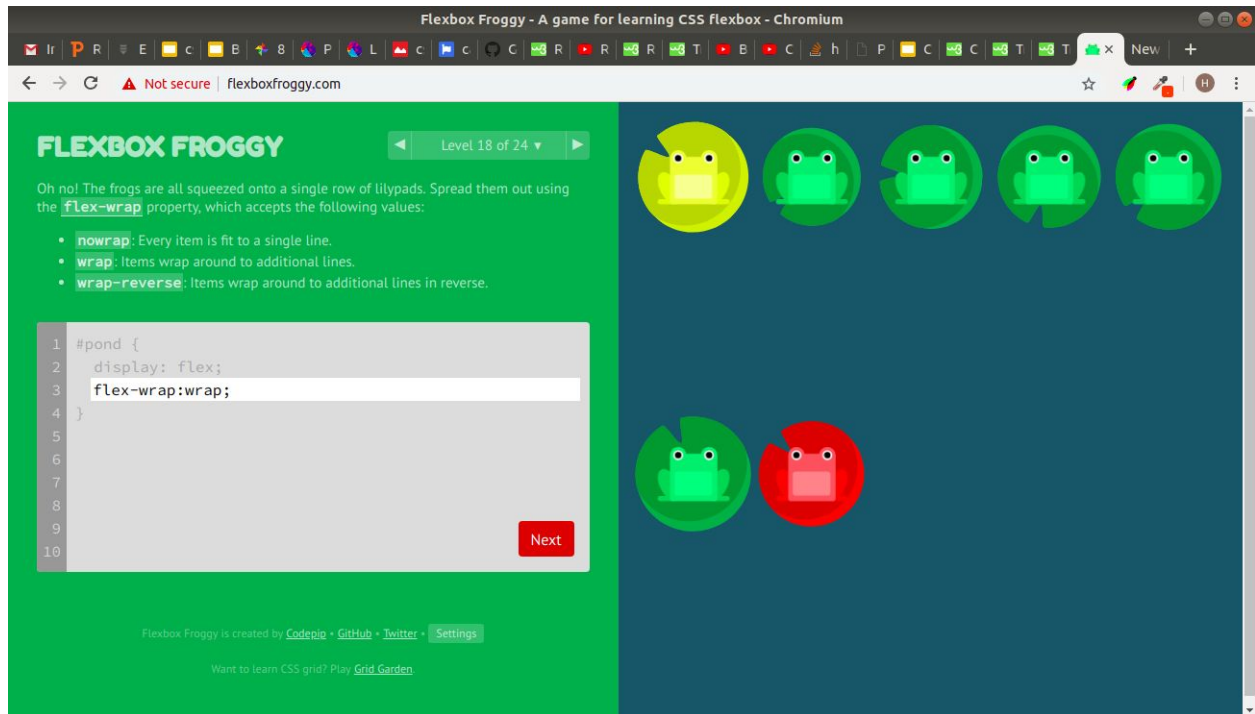 Flexbox Froggy - A game for learning CSS flexbox - Chromium
Ir R E c B 8 P L c c C R R R T B C h P C C T T × New +
Not secure | flexboxfroggy.com H
FLEXBOX FROGGY
◀ Level 18 of 24 ▼ ▶
Oh no! The frogs are all squeezed onto a single row of lilypads. Spread them out using
the flex-wrap property, which accepts the following values:
• nowrap: Every item is fit to a single line.
• wrap: Items wrap around to additional lines.
• wrap-reverse: Items wrap around to additional lines in reverse.
1 #pond {
2 display: flex;
3 flex-wrap:wrap;
4 }
5
6
7
8
9
10
Next
Flexbox Froggy is created by Codepip • GitHub • Twitter • Settings
Want to learn CSS grid? Play Grid Garden.